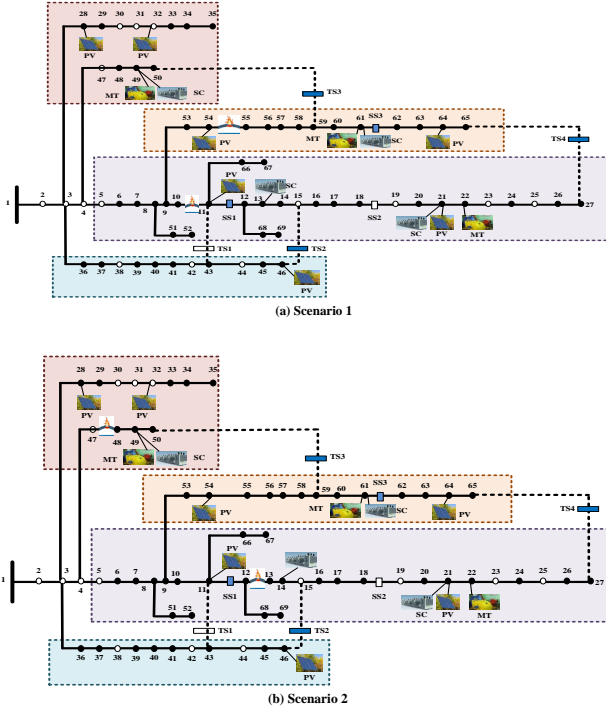 28 29 30 31 32 33 34 35
PV PV
47 48 49 50
MT SC
TS3
53 54 55 56 57 58 59 60 61 SS3 62 63 64 65
PV MT SC PV
TS4
66 67
PV SC
1 2 3 4 5 6 7 8 9 10 11 SS1 12 13 14 15 16 17 18 SS2 19 20 21 22 23 24 25 26 27
SC PV MT
51 52 68 69
TS1 TS2
36 37 38 39 40 41 42 43 44 45 46
PV
(a) Scenario 1
28 29 30 31 32 33 34 35
PV PV
47 48 49 50
MT SC
TS3
53 54 55 56 57 58 59 60 61 SS3 62 63 64 65
PV MT SC PV
TS4
66 67
PV
1 2 3 4 5 6 7 8 9 10 11 SS1 12 13 14 15 16 17 18 SS2 19 20 21 22 23 24 25 26 27
SC PV MT
51 52 68 69
TS1 TS2
36 37 38 39 40 41 42 43 44 45 46
PV
(b) Scenario 2